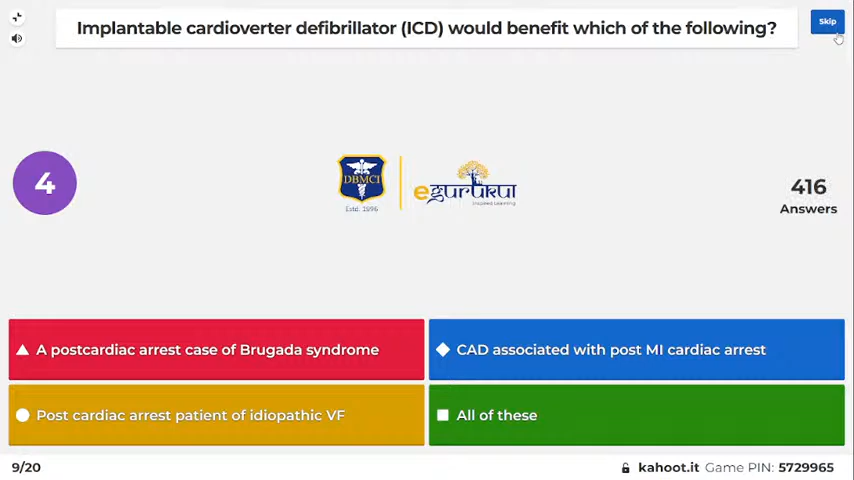 Implantable cardioverter defibrillator (ICD) would benefit which of the following?
Skip
4
DBMCI
Estd. 1996
egurukul
Inspired Learning
416
Answers
A postcardiac arrest case of Brugada syndrome
CAD associated with post MI cardiac arrest
Post cardiac arrest patient of idiopathic VF
All of these
9/20
kahoot.it Game PIN: 5729965